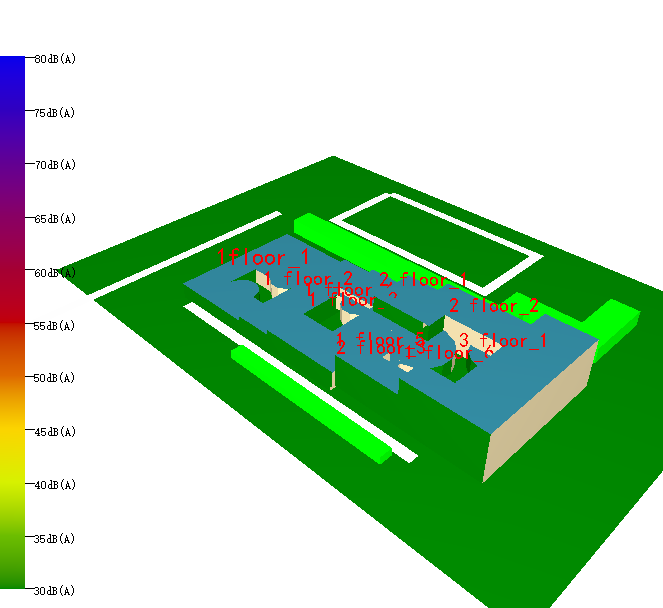 80dB(A)
75dB(A)
70dB(A)
65dB(A)
60dB(A)
55dB(A)
50dB(A)
45dB(A)
40dB(A)
35dB(A)
30dB(A)
1floor_1
1 floor_2
2 floor_1
2 floor_2
3 floor_1